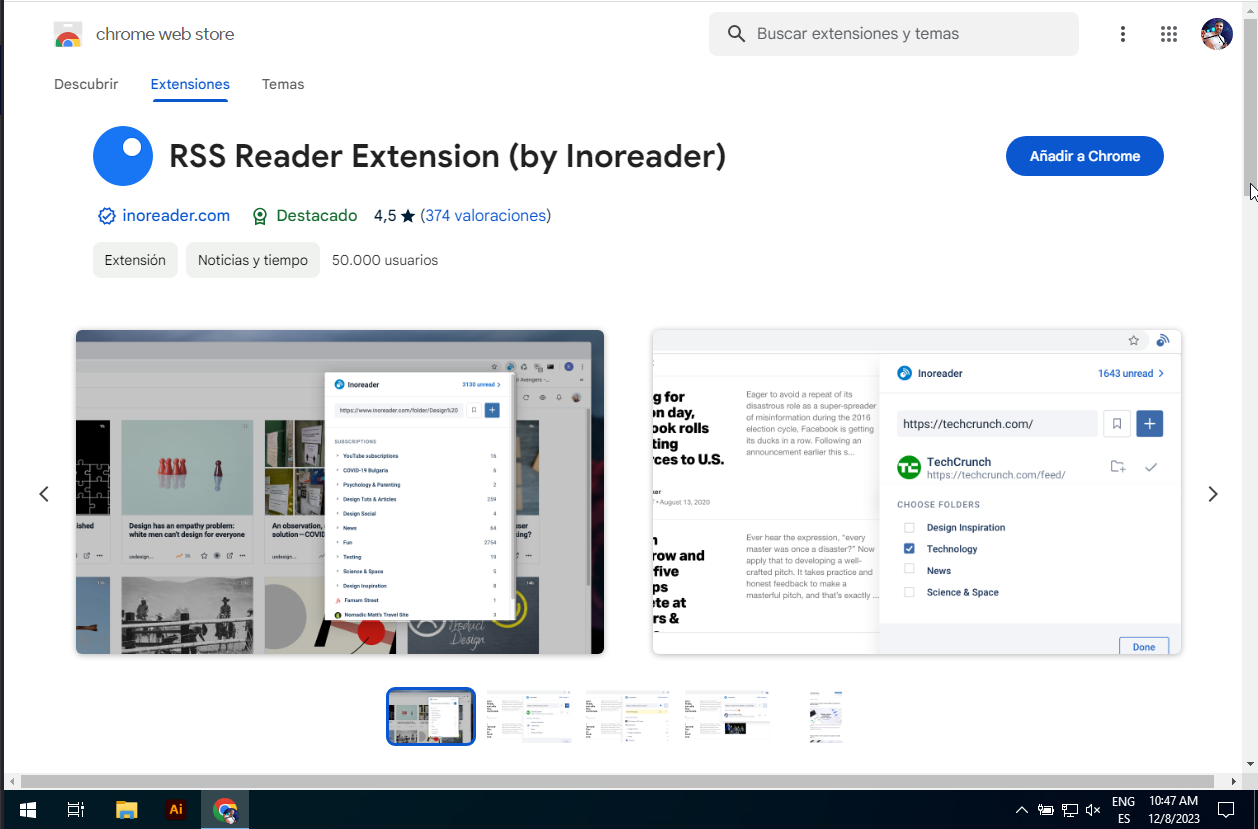 chrome web store
Buscar extensiones y temas
Descubrir Extensiones Temas
RSS Reader Extension (by Inoreader)
Añadir a Chrome
inoreader.com Destacado 4,5 ★ (374 valoraciones)
Extensión Noticias y tiempo 50.000 usuarios
Inoreader 3130 unread >
https://www.inoreader.com/folder/Design%20
SUBSCRIPTIONS
YouTube subscriptions 16
COVID-19 Bulgaria 6
Psychology & Parenting 2
Design Tuts & Articles 259
Design Social 4
News 64
Fun 2754
Texting 19
Science & Space 5
Design Inspiration 8
Farnam Street 1
Nomadic Matt's Travel Site 3
Design has an empathy problem:
white men can't design for everyone
An observation,
solution—COVID
Product
Design
g for
on day,
ook rolls
ting
rces to U.S.
• August 13, 2020
Eager to avoid a repeat of its
disastrous role as a super-spreader
of misinformation during the 2016
election cycle, Facebook is getting
its ducks in a row. Following an
announcement earlier this s...
row and
five
ps
ete at
rs &
Ever hear the expression, “every
master was once a disaster?” Now
apply that to developing a well-
crafted pitch. It takes practice and
honest feedback to make a
masterful pitch, and that's exactly ...
Inoreader 1643 unread >
https://techcrunch.com/
TechCrunch
https://techcrunch.com/feed/
CHOOSE FOLDERS
Design Inspiration
Technology
News
Science & Space
Done
Ai
ENG
ES
10:47 AM
12/8/2023